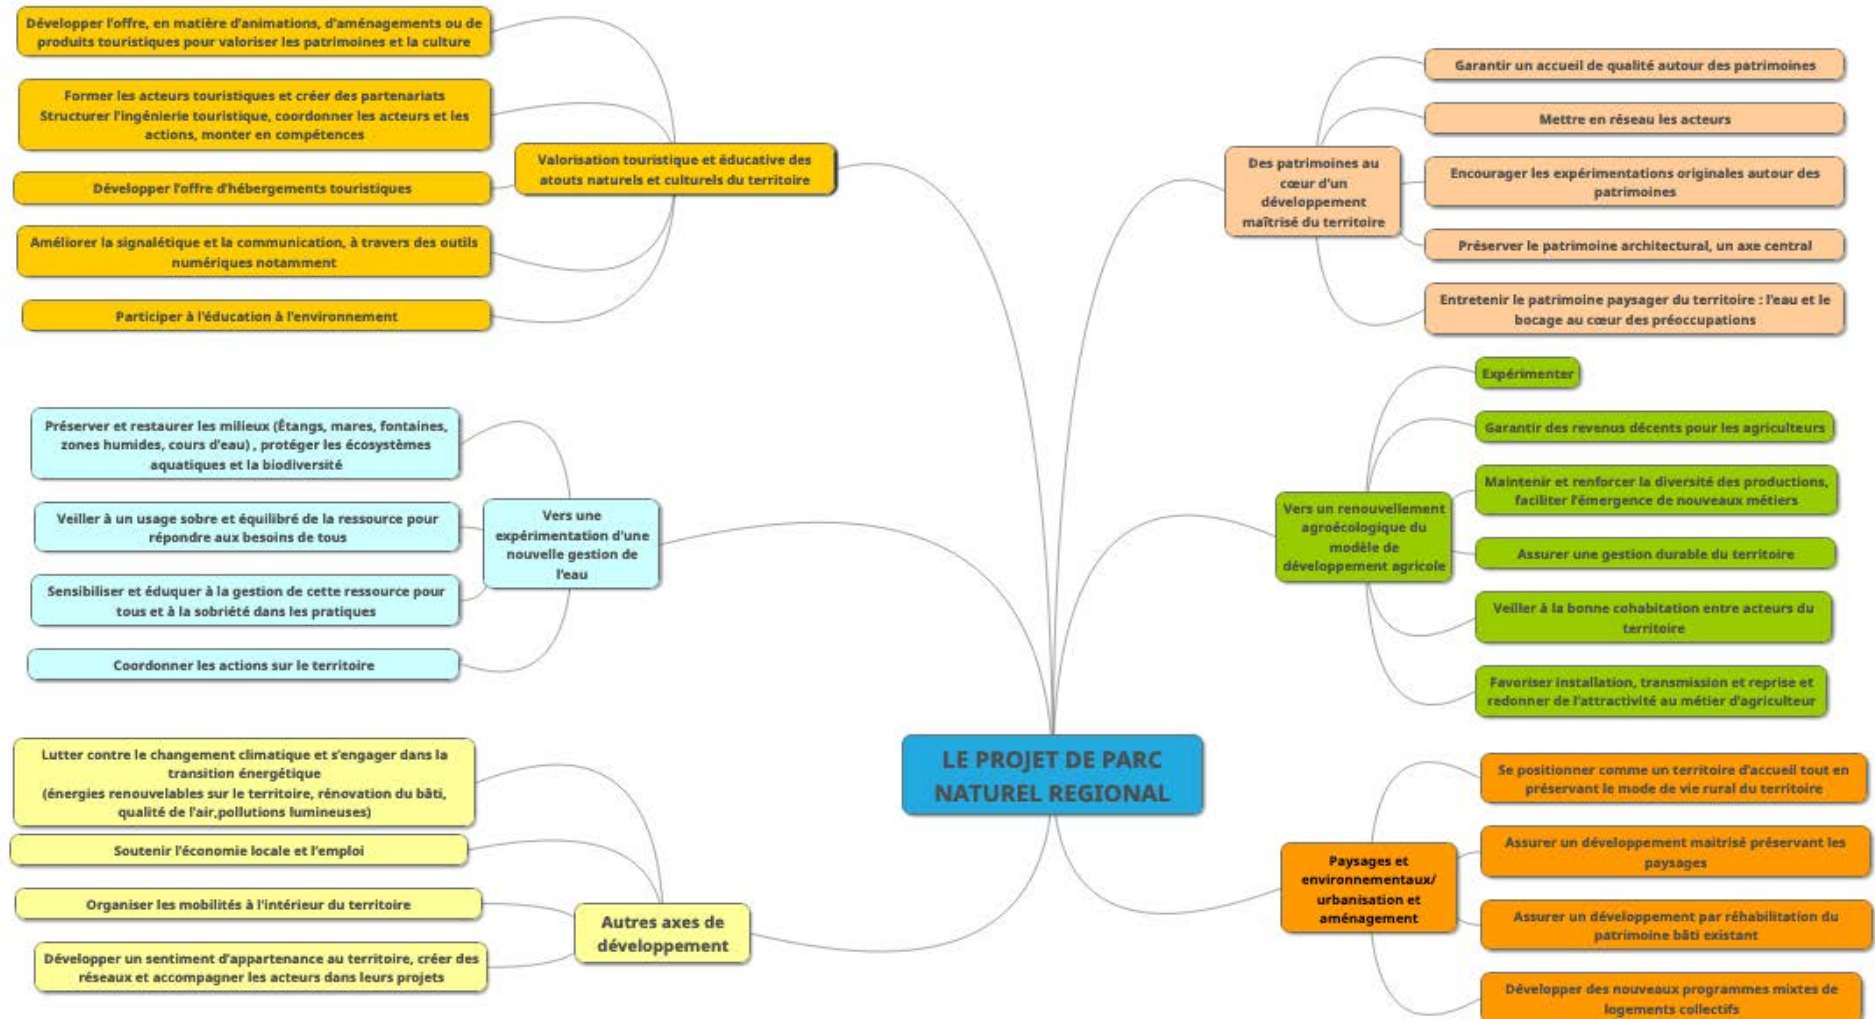 Développer l'offre, en matière d'animations, d'aménagements ou de
produits touristiques pour valoriser les patrimoines et la culture
Former les acteurs touristiques et créer des partenariats
Structurer l'ingénierie touristique, coordonner les acteurs et les
actions, monter en compétences
Développer l'offre d'hébergements touristiques
Améliorer la signalétique et la communication, à travers des outils
numériques notamment
Participer à l'éducation à l'environnement
Valorisation touristique et éducative des
atouts naturels et culturels du territoire
Préserver et restaurer les milieux (Étangs, mares, fontaines,
zones humides, cours d'eau) , protéger les écosystèmes
aquatiques et la biodiversité
Veiller à un usage sobre et équilibré de la ressource pour
répondre aux besoins de tous
Sensibiliser et éduquer à la gestion de cette ressource pour
tous et à la sobriété dans les pratiques
Coordonner les actions sur le territoire
Vers une
expérimentation d'une
nouvelle gestion de
l'eau
Lutter contre le changement climatique et s'engager dans la
transition énergétique
(énergies renouvelables sur le territoire, rénovation du bâti,
qualité de l'air,pollutions lumineuses)
Soutenir l'économie locale et l'emploi
Organiser les mobilités à l'intérieur du territoire
Développer un sentiment d'appartenance au territoire, créer des
réseaux et accompagner les acteurs dans leurs projets
Autres axes de
développement
LE PROJET DE PARC
NATUREL REGIONAL
Des patrimoines au
cœur d'un
développement
maîtrisé du territoire
Garantir un accueil de qualité autour des patrimoines
Mettre en réseau les acteurs
Encourager les expérimentations originales autour des
patrimoines
Préserver le patrimoine architectural, un axe central
Entretenir le patrimoine paysager du territoire : l'eau et le
bocage au cœur des préoccupations
Vers un renouvellement
agroécologique du
modèle de
développement agricole
Expérimenter
Garantir des revenus décents pour les agriculteurs
Maintenir et renforcer la diversité des productions,
faciliter l'émergence de nouveaux métiers
Assurer une gestion durable du territoire
Veiller à la bonne cohabitation entre acteurs du
territoire
Favoriser installation, transmission et reprise et
redonner de l'attractivité au métier d'agriculteur
Paysages et
environnementaux/
urbanisation et
aménagement
Se positionner comme un territoire d'accueil tout en
préservant le mode de vie rural du territoire
Assurer un développement maitrisé préservant les
paysages
Assurer un développement par réhabilitation du
patrimoine bâti existant
Développer des nouveaux programmes mixtes de
logements collectifs